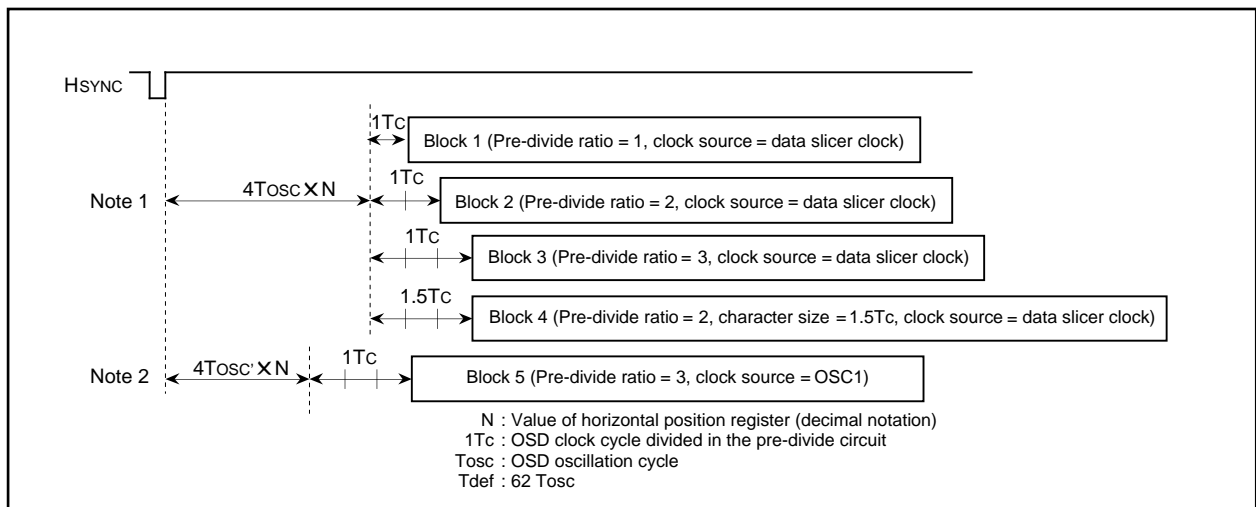 HSYNC
1TC
Block 1 (Pre-divide ratio = 1, clock source = data slicer clock)
Note 1
4TOSC ✕ N
1TC
Block 2 (Pre-divide ratio = 2, clock source = data slicer clock)
1TC
Block 3 (Pre-divide ratio = 3, clock source = data slicer clock)
1.5TC
Block 4 (Pre-divide ratio = 2, character size = 1.5Tc, clock source = data slicer clock)
Note 2
4TOSC' ✕ N
1TC
Block 5 (Pre-divide ratio = 3, clock source = OSC1)
N : Value of horizontal position register (decimal notation)
1Tc : OSD clock cycle divided in the pre-divide circuit
Tosc : OSD oscillation cycle
Tdef : 62 Tosc